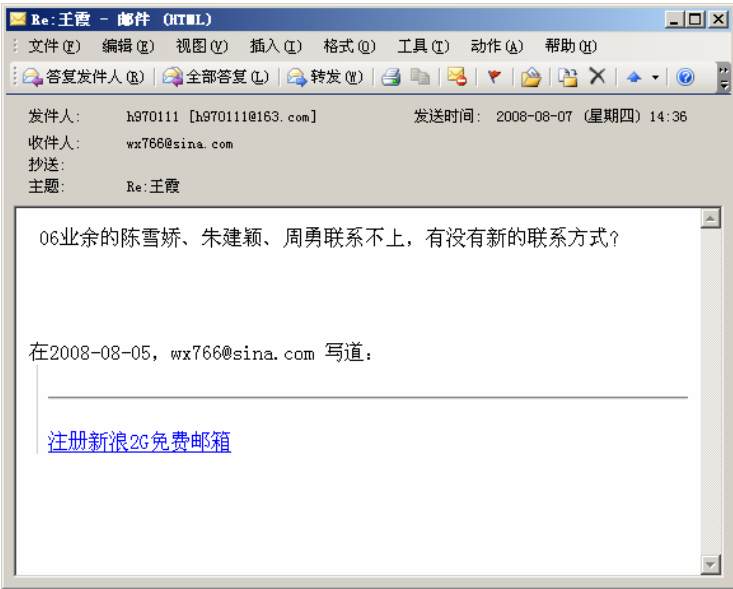 Re:王霞 - 邮件 (HTML)
文件(F) 编辑(E) 视图(V) 插入(I) 格式(O) 工具(T) 动作(A) 帮助(H)
答复发件人(R) 全部答复(L) 转发(W)
发件人: h970111 [h970111@163.com] 发送时间: 2008-08-07 (星期四) 14:36
收件人: wx766@sina.com
抄送:
主题: Re:王霞
06业余的陈雪娇、朱建颖、周勇联系不上，有没有新的联系方式？
在2008-08-05，wx766@sina.com 写道：
注册新浪2G免费邮箱